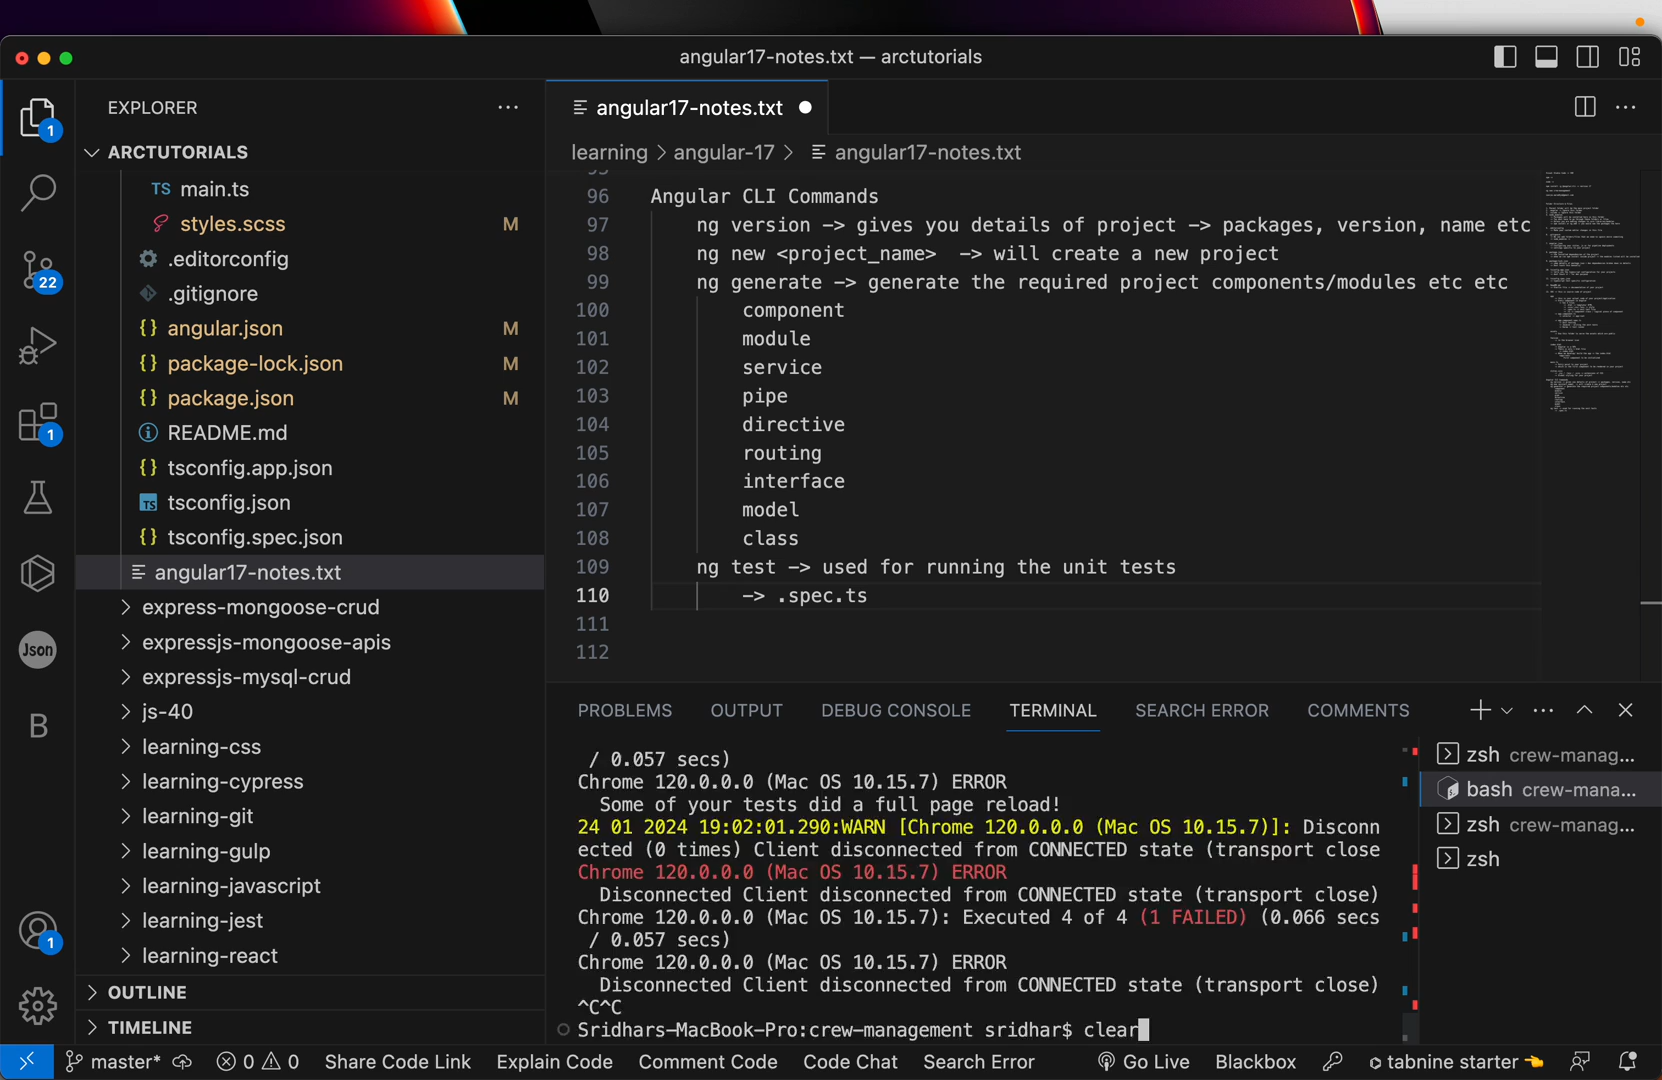 angular17-notes.txt — arctutorials
EXPLORER
ARCTUTORIALS
TS main.ts
styles.scss M
.editorconfig
.gitignore
{} angular.json M
{} package-lock.json M
{} package.json M
README.md
{} tsconfig.app.json
TS tsconfig.json
{} tsconfig.spec.json
angular17-notes.txt
express-mongoose-crud
expressjs-mongoose-apis
expressjs-mysql-crud
js-40
learning-css
learning-cypress
learning-git
learning-gulp
learning-javascript
learning-jest
learning-react
OUTLINE
TIMELINE
1
22
1
Json
B
1
angular17-notes.txt
learning > angular-17 > angular17-notes.txt
96 Angular CLI Commands
97 ng version -> gives you details of project -> packages, version, name etc
98 ng new <project_name> -> will create a new project
99 ng generate -> generate the required project components/modules etc etc
100 component
101 module
102 service
103 pipe
104 directive
105 routing
106 interface
107 model
108 class
109 ng test -> used for running the unit tests
110 -> .spec.ts
111
112
PROBLEMS OUTPUT DEBUG CONSOLE TERMINAL SEARCH ERROR COMMENTS
/ 0.057 secs)
Chrome 120.0.0.0 (Mac OS 10.15.7) ERROR
Some of your tests did a full page reload!
24 01 2024 19:02:01.290:WARN [Chrome 120.0.0.0 (Mac OS 10.15.7)]: Disconn
ected (0 times) Client disconnected from CONNECTED state (transport close
Chrome 120.0.0.0 (Mac OS 10.15.7) ERROR
Disconnected Client disconnected from CONNECTED state (transport close)
Chrome 120.0.0.0 (Mac OS 10.15.7): Executed 4 of 4 (1 FAILED) (0.066 secs
/ 0.057 secs)
Chrome 120.0.0.0 (Mac OS 10.15.7) ERROR
Disconnected Client disconnected from CONNECTED state (transport close)
^C^C
Sridhars-MacBook-Pro:crew-management sridhar$ clear
zsh crew-manag...
bash crew-mana...
zsh crew-manag...
zsh
master* 0 0 Share Code Link Explain Code Comment Code Code Chat Search Error Go Live Blackbox tabnine starter